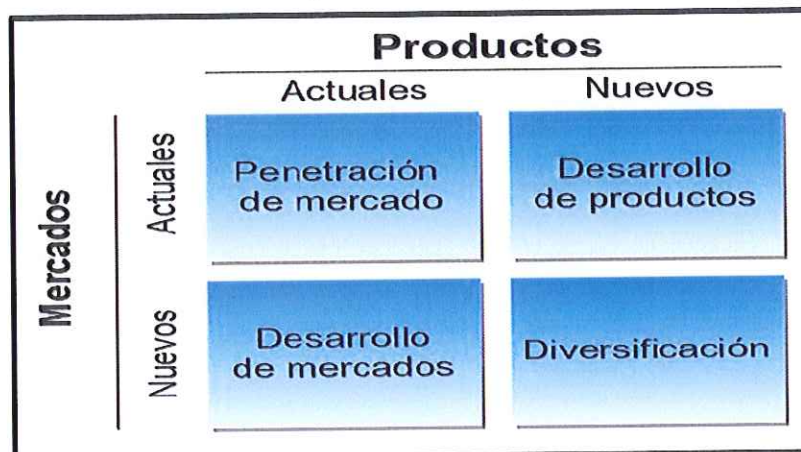 Productos
Actuales Nuevos
Mercados
Actuales
Penetración
de mercado
Desarrollo
de productos
Nuevos
Desarrollo
de mercados
Diversificación